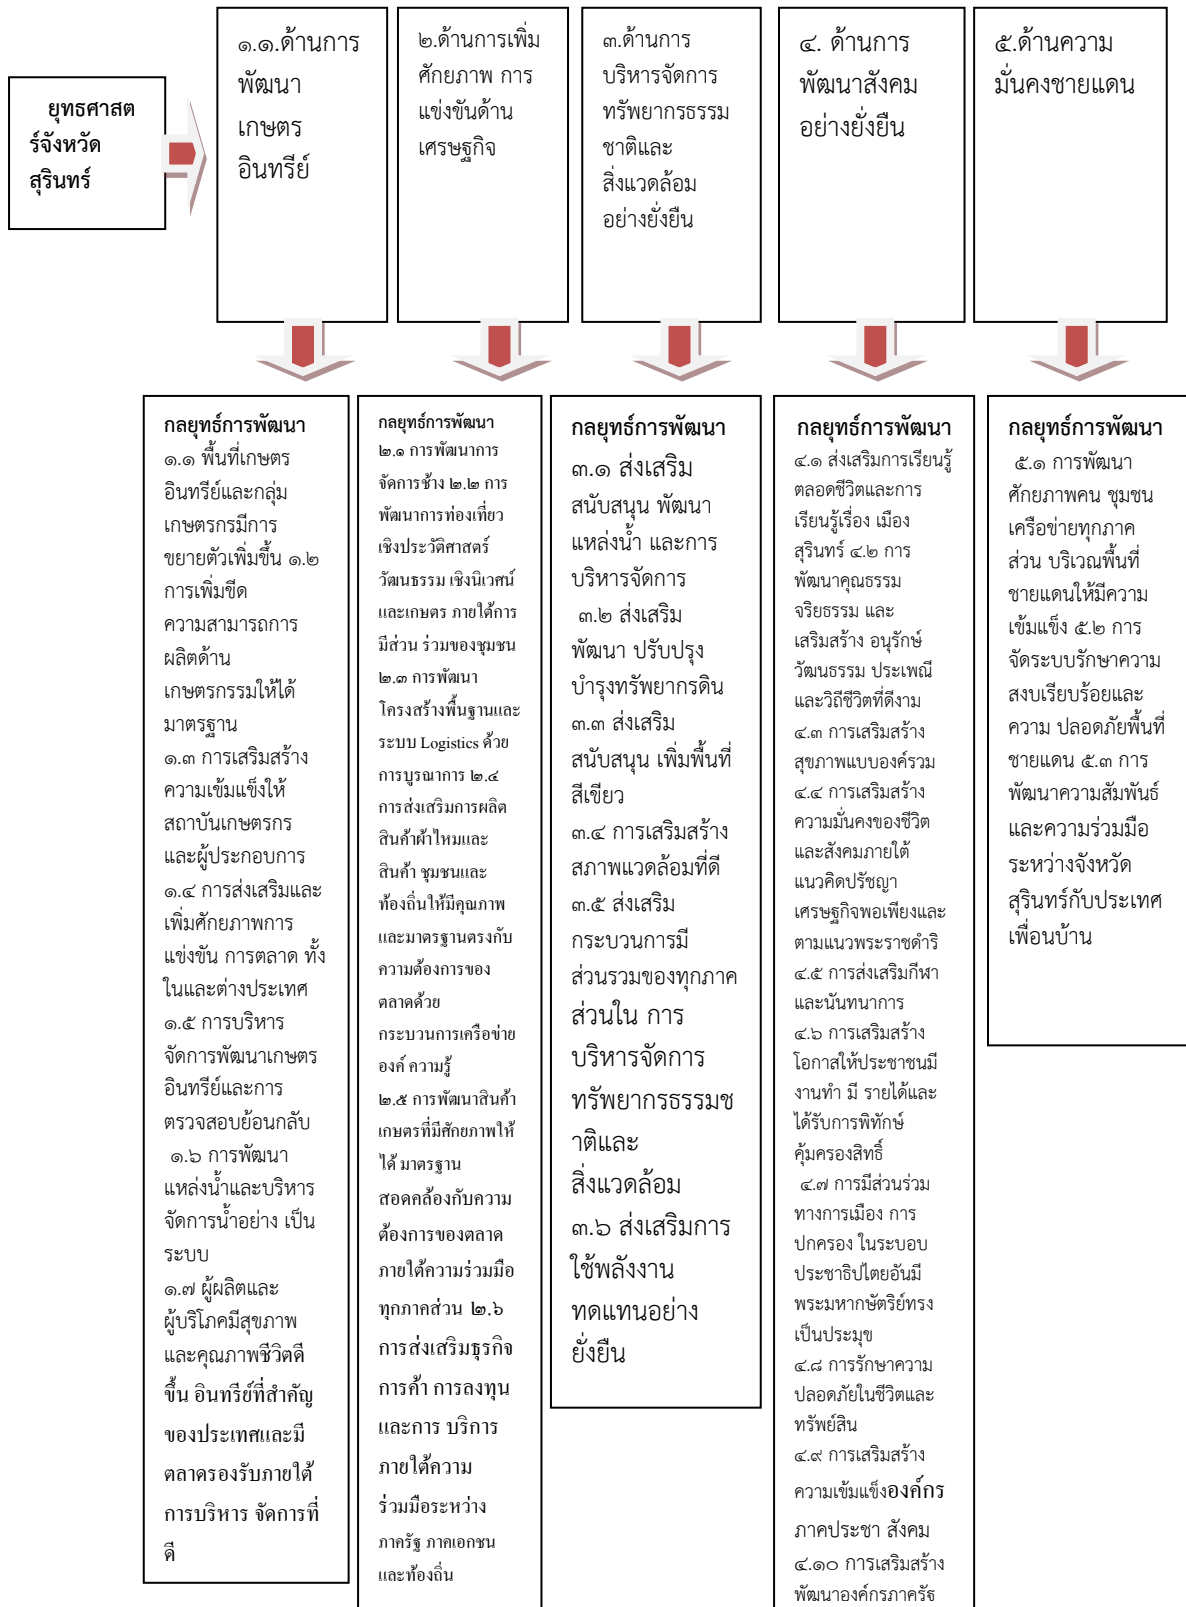 ยุทธศาสต
ร์จังหวัด
สุรินทร์
๑.๑.ด้านการ
พัฒนา
เกษตร
อินทรีย์
๒.ด้านการเพิ่ม
ศักยภาพ การ
แข่งขันด้าน
เศรษฐกิจ
๓.ด้านการ
บริหารจัดการ
ทรัพยากรธรรม
ชาติและ
สิ่งแวดล้อม
อย่างยั่งยืน
๔. ด้านการ
พัฒนาสังคม
อย่างยั่งยืน
๕.ด้านความ
มั่นคงชายแดน
กลยุทธ์การพัฒนา
๑.๑ พื้นที่เกษตร
อินทรีย์และกลุ่ม
เกษตรกรมีการ
ขยายตัวเพิ่มขึ้น ๑.๒
การเพิ่มขีด
ความสามารถการ
ผลิตด้าน
เกษตรกรรมให้ได้
มาตรฐาน
๑.๓ การเสริมสร้าง
ความเข้มแข็งให้
สถาบันเกษตรกร
และผู้ประกอบการ
๑.๔ การส่งเสริมและ
เพิ่มศักยภาพการ
แข่งขัน การตลาด ทั้ง
ในและต่างประเทศ
๑.๕ การบริหาร
จัดการพัฒนาเกษตร
อินทรีย์และการ
ตรวจสอบย้อนกลับ
๑.๖ การพัฒนา
แหล่งน้ำและบริหาร
จัดการน้ำอย่าง เป็น
ระบบ
๑.๗ ผู้ผลิตและ
ผู้บริโภคมีสุขภาพ
และคุณภาพชีวิตดี
ขึ้น อินทรีย์ที่สำคัญ
ของประเทศและมี
ตลาดรองรับภายใต้
การบริหาร จัดการที่
ดี
กลยุทธ์การพัฒนา
๒.๑ การพัฒนาการ
จัดการช้าง ๒.๒ การ
พัฒนาการท่องเที่ยว
เชิงประวัติศาสตร์
วัฒนธรรม เชิงนิเวศน์
และเกษตร ภายใต้การ
มีส่วน ร่วมของชุมชน
๒.๓ การพัฒนา
โครงสร้างพื้นฐานและ
ระบบ Logistics ด้วย
การบูรณาการ ๒.๔
การส่งเสริมการผลิต
สินค้าผ้าไหมและ
สินค้า ชุมชนและ
ท้องถิ่นให้มีคุณภาพ
และมาตรฐานตรงกับ
ความต้องการของ
ตลาดด้วย
กระบวนการเครือข่าย
องค์ ความรู้
๒.๕ การพัฒนาสินค้า
เกษตรที่มีศักยภาพให้
ได้ มาตรฐาน
สอดคล้องกับความ
ต้องการของตลาด
ภายใต้ความร่วมมือ
ทุกภาคส่วน ๒.๖
การส่งเสริมธุรกิจ
การค้า การลงทุน
และการ บริการ
ภายใต้ความ
ร่วมมือระหว่าง
ภาครัฐ ภาคเอกชน
และท้องถิ่น
กลยุทธ์การพัฒนา
๓.๑ ส่งเสริม
สนับสนุน พัฒนา
แหล่งน้ำ และการ
บริหารจัดการ
๓.๒ ส่งเสริม
พัฒนา ปรับปรุง
บำรุงทรัพยากรดิน
๓.๓ ส่งเสริม
สนับสนุน เพิ่มพื้นที่
สีเขียว
๓.๔ การเสริมสร้าง
สภาพแวดล้อมที่ดี
๓.๕ ส่งเสริม
กระบวนการมี
ส่วนรวมของทุกภาค
ส่วนใน การ
บริหารจัดการ
ทรัพยากรธรรมช
าติและ
สิ่งแวดล้อม
๓.๖ ส่งเสริมการ
ใช้พลังงาน
ทดแทนอย่าง
ยั่งยืน
กลยุทธ์การพัฒนา
๔.๑ ส่งเสริมการเรียนรู้
ตลอดชีวิตและการ
เรียนรู้เรื่อง เมือง
สุรินทร์ ๔.๒ การ
พัฒนาคุณธรรม
จริยธรรม และ
เสริมสร้าง อนุรักษ์
วัฒนธรรม ประเพณี
และวิถีชีวิตที่ดีงาม
๔.๓ การเสริมสร้าง
สุขภาพแบบองค์รวม
๔.๔ การเสริมสร้าง
ความมั่นคงของชีวิต
และสังคมภายใต้
แนวคิดปรัชญา
เศรษฐกิจพอเพียงและ
ตามแนวพระราชดำริ
๔.๕ การส่งเสริมกีฬา
และนันทนาการ
๔.๖ การเสริมสร้าง
โอกาสให้ประชาชนมี
งานทำ มี รายได้และ
ได้รับการพิทักษ์
คุ้มครองสิทธิ์
๔.๗ การมีส่วนร่วม
ทางการเมือง การ
ปกครอง ในระบอบ
ประชาธิปไตยอันมี
พระมหากษัตริย์ทรง
เป็นประมุข
๔.๘ การรักษาความ
ปลอดภัยในชีวิตและ
ทรัพย์สิน
๔.๙ การเสริมสร้าง
ความเข้มแข็งองค์กร
ภาคประชา สังคม
๔.๑๐ การเสริมสร้าง
พัฒนาองค์กรภาครัฐ
กลยุทธ์การพัฒนา
๕.๑ การพัฒนา
ศักยภาพคน ชุมชน
เครือข่ายทุกภาค
ส่วน บริเวณพื้นที่
ชายแดนให้มีความ
เข้มแข็ง ๕.๒ การ
จัดระบบรักษาความ
สงบเรียบร้อยและ
ความ ปลอดภัยพื้นที่
ชายแดน ๕.๓ การ
พัฒนาความสัมพันธ์
และความร่วมมือ
ระหว่างจังหวัด
สุรินทร์กับประเทศ
เพื่อนบ้าน